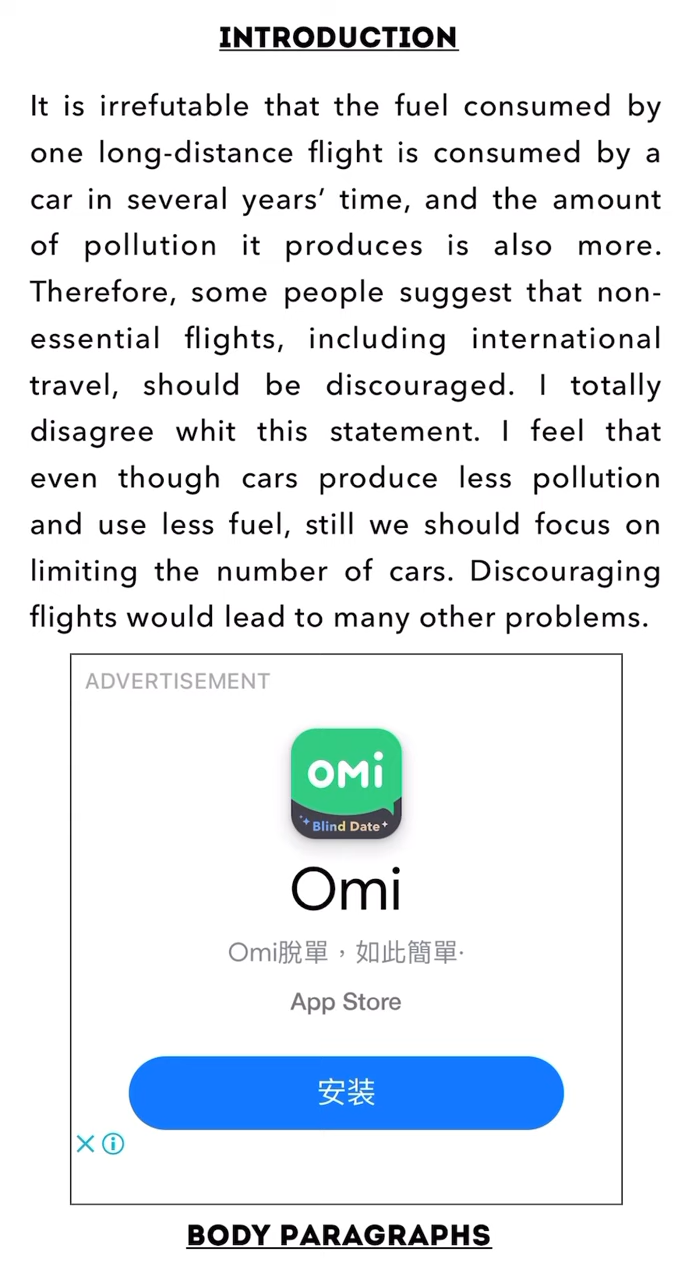 INTRODUCTION
It is irrefutable that the fuel consumed by
one long-distance flight is consumed by a
car in several years’ time, and the amount
of pollution it produces is also more.
Therefore, some people suggest that non-
essential flights, including international
travel, should be discouraged. I totally
disagree whit this statement. I feel that
even though cars produce less pollution
and use less fuel, still we should focus on
limiting the number of cars. Discouraging
flights would lead to many other problems.
ADVERTISEMENT
OMi
Blind Date
Omi
Omi脫單，如此簡單·
App Store
安装
BODY PARAGRAPHS